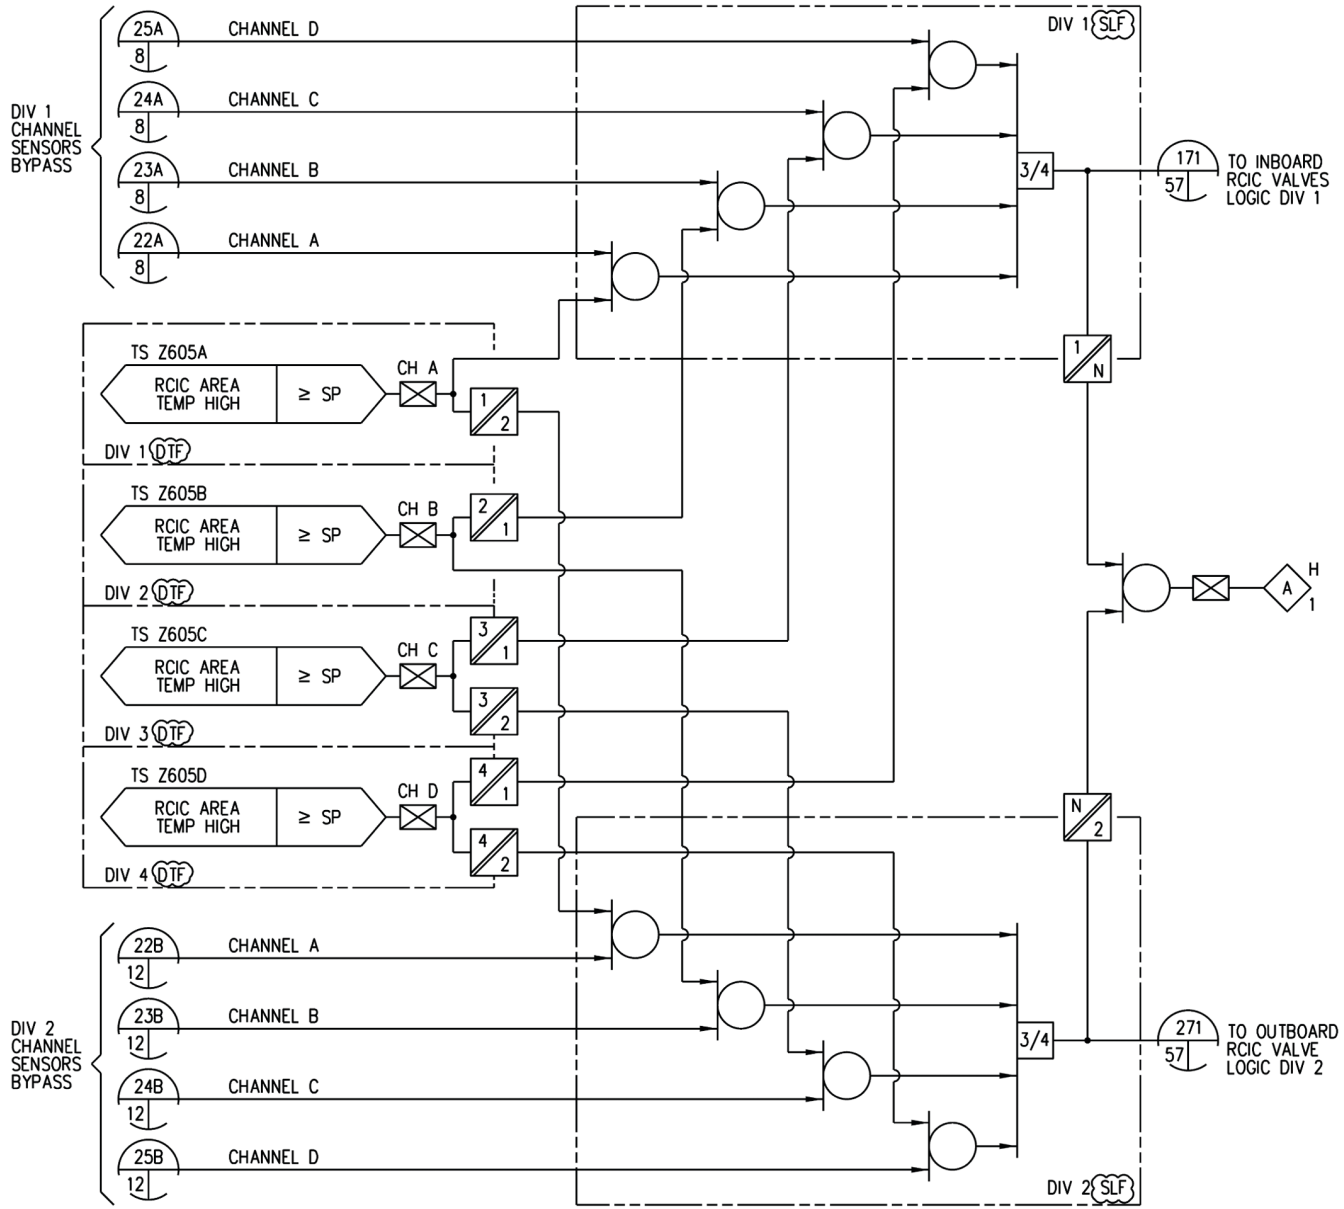 25A
8
CHANNEL D
24A
8
CHANNEL C
DIV 1
CHANNEL
SENSORS
BYPASS
23A
8
CHANNEL B
22A
8
CHANNEL A
DIV 1 SLF
3/4
171
57
TO INBOARD
RCIC VALVES
LOGIC DIV 1
1
N
TS Z605A
RCIC AREA
TEMP HIGH
≥ SP
CH A
1
2
DIV 1 DTF
TS Z605B
RCIC AREA
TEMP HIGH
≥ SP
CH B
2
1
DIV 2 DTF
TS Z605C
RCIC AREA
TEMP HIGH
≥ SP
CH C
3
1
3
2
DIV 3 DTF
TS Z605D
RCIC AREA
TEMP HIGH
≥ SP
CH D
4
1
4
2
DIV 4 DTF
A
H
1
N
2
22B
12
CHANNEL A
23B
12
CHANNEL B
DIV 2
CHANNEL
SENSORS
BYPASS
24B
12
CHANNEL C
25B
12
CHANNEL D
3/4
271
57
TO OUTBOARD
RCIC VALVE
LOGIC DIV 2
DIV 2 SLF